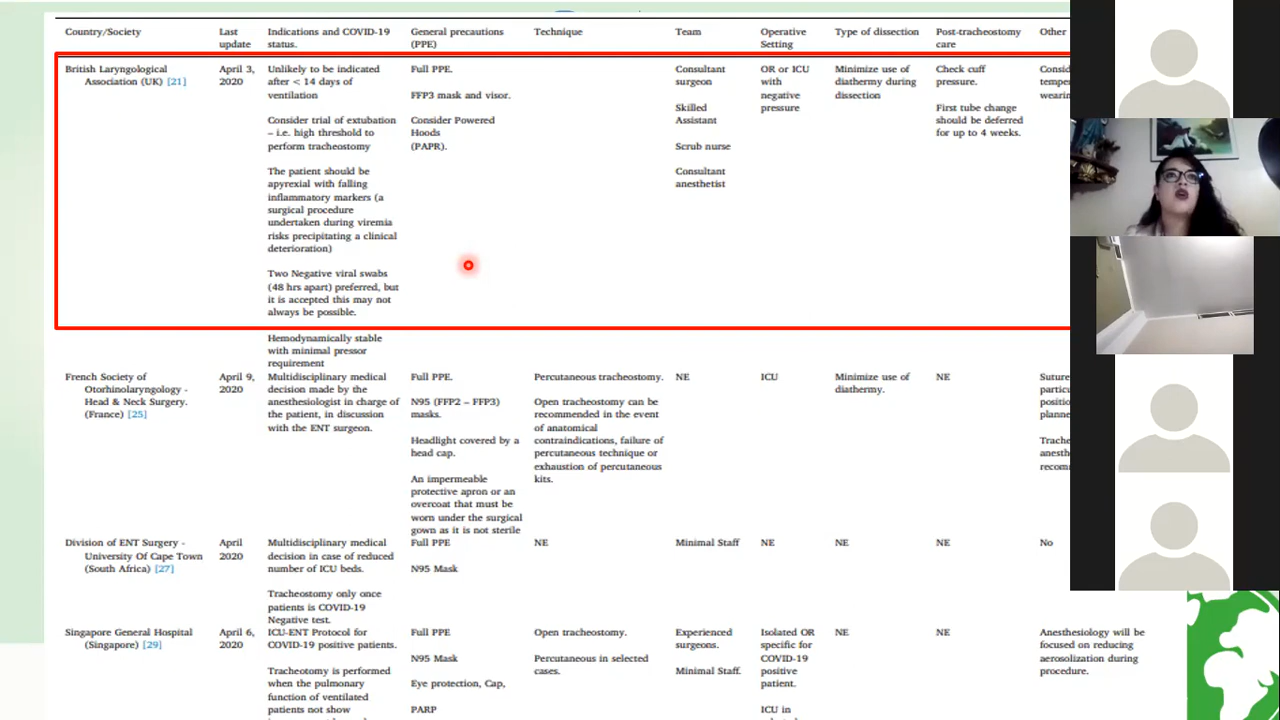 Country/Society Last update Indications and COVID-19 status. General precautions (PPE) Technique Team Operative Setting Type of dissection Post-tracheostomy care Other
British Laryngological
Association (UK) [21]
April 3,
2020
Unlikely to be indicated
after < 14 days of
ventilation
Consider trial of extubation
– i.e. high threshold to
perform tracheostomy
The patient should be
apyrexial with falling
inflammatory markers (a
surgical procedure
undertaken during viremia
risks precipitating a clinical
deterioration)
Two Negative viral swabs
(48 hrs apart) preferred, but
it is accepted this may not
always be possible.
Hemodynamically stable
with minimal pressor
requirement
Full PPE.
FFP3 mask and visor.
Consider Powered
Hoods
(PAPR).
Consultant
surgeon
Skilled
Assistant
Scrub nurse
Consultant
anesthetist
OR or ICU
with
negative
pressure
Minimize use of
diathermy during
dissection
Check cuff
pressure.
First tube change
should be deferred
for up to 4 weeks.
French Society of
Otorhinolaryngology -
Head & Neck Surgery.
(France) [25]
April 9,
2020
Multidisciplinary medical
decision made by the
anesthesiologist in charge of
the patient, in discussion
with the ENT surgeon.
Full PPE.
N95 (FFP2 – FFP3)
masks.
Headlight covered by a
head cap.
An impermeable
protective apron or an
overcoat that must be
worn under the surgical
gown as it is not sterile
Percutaneous tracheostomy.
Open tracheostomy can be
recommended in the event
of anatomical
contraindications, failure of
percutaneous technique or
exhaustion of percutaneous
kits.
NE
ICU
Minimize use of
diathermy.
NE
Suture
Division of ENT Surgery -
University Of Cape Town
(South Africa) [27]
April
2020
Multidisciplinary medical
decision in case of reduced
number of ICU beds.
Tracheotomy only once
patients is COVID-19
Negative test.
Full PPE
N95 Mask
NE
Minimal Staff
NE
NE
NE
No
Singapore General Hospital
(Singapore) [29]
April 6,
2020
ICU-ENT Protocol for
COVID-19 positive patients.
Tracheotomy is performed
when the pulmonary
function of ventilated
patients not show
Full PPE
N95 Mask
Eye protection, Cap,
PARP
Open tracheostomy.
Percutaneous in selected
cases.
Experienced
surgeons.
Minimal Staff.
Isolated OR
specific for
COVID-19
positive
patient.
ICU in
NE
NE
Anesthesiology will be
focused on reducing
aerosolization during
procedure.